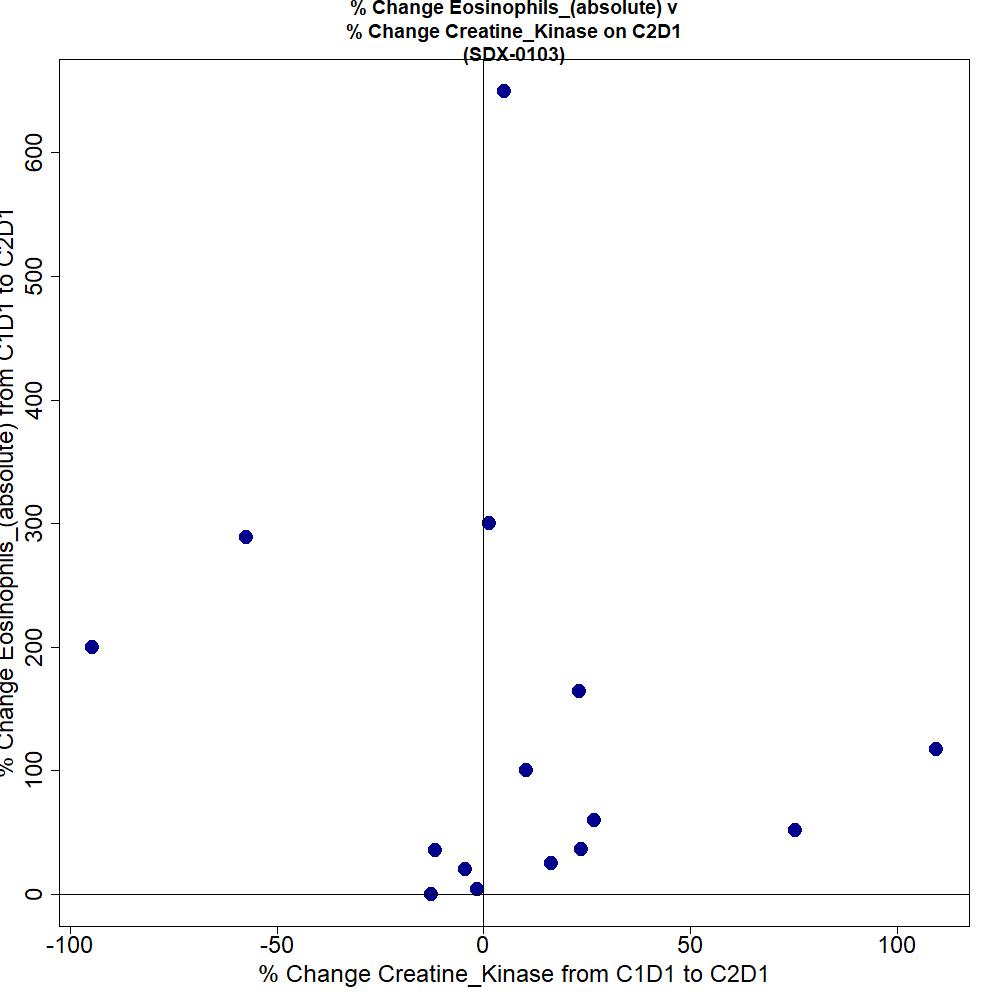 % Change Eosinophils_(absolute) v
% Change Creatine_Kinase on C2D1
(SDX-0103)
% Change Eosinophils_(absolute) from C1D1 to C2D1
600
500
400
300
200
100
0
-100 -50 0 50 100
% Change Creatine_Kinase from C1D1 to C2D1